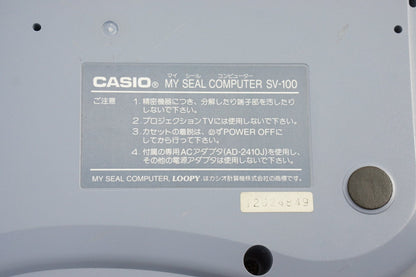 マイ シール コンピューター
CASIO® MY SEAL COMPUTER SV-100
ご注意 1. 精密機器につき、分解したり端子部を汚したり
しないで下さい。
2. プロジェクションTVには使用しないで下さい。
3. カセットの着脱は、必ずPOWER OFFに
してから行って下さい。
4. 付属の専用ACアダプタ(AD-2410J)を使用し、
その他の電源アダプタは使用しないで下さい。
MY SEAL COMPUTER, LOOPY はカシオ計算機株式会社の商標です。